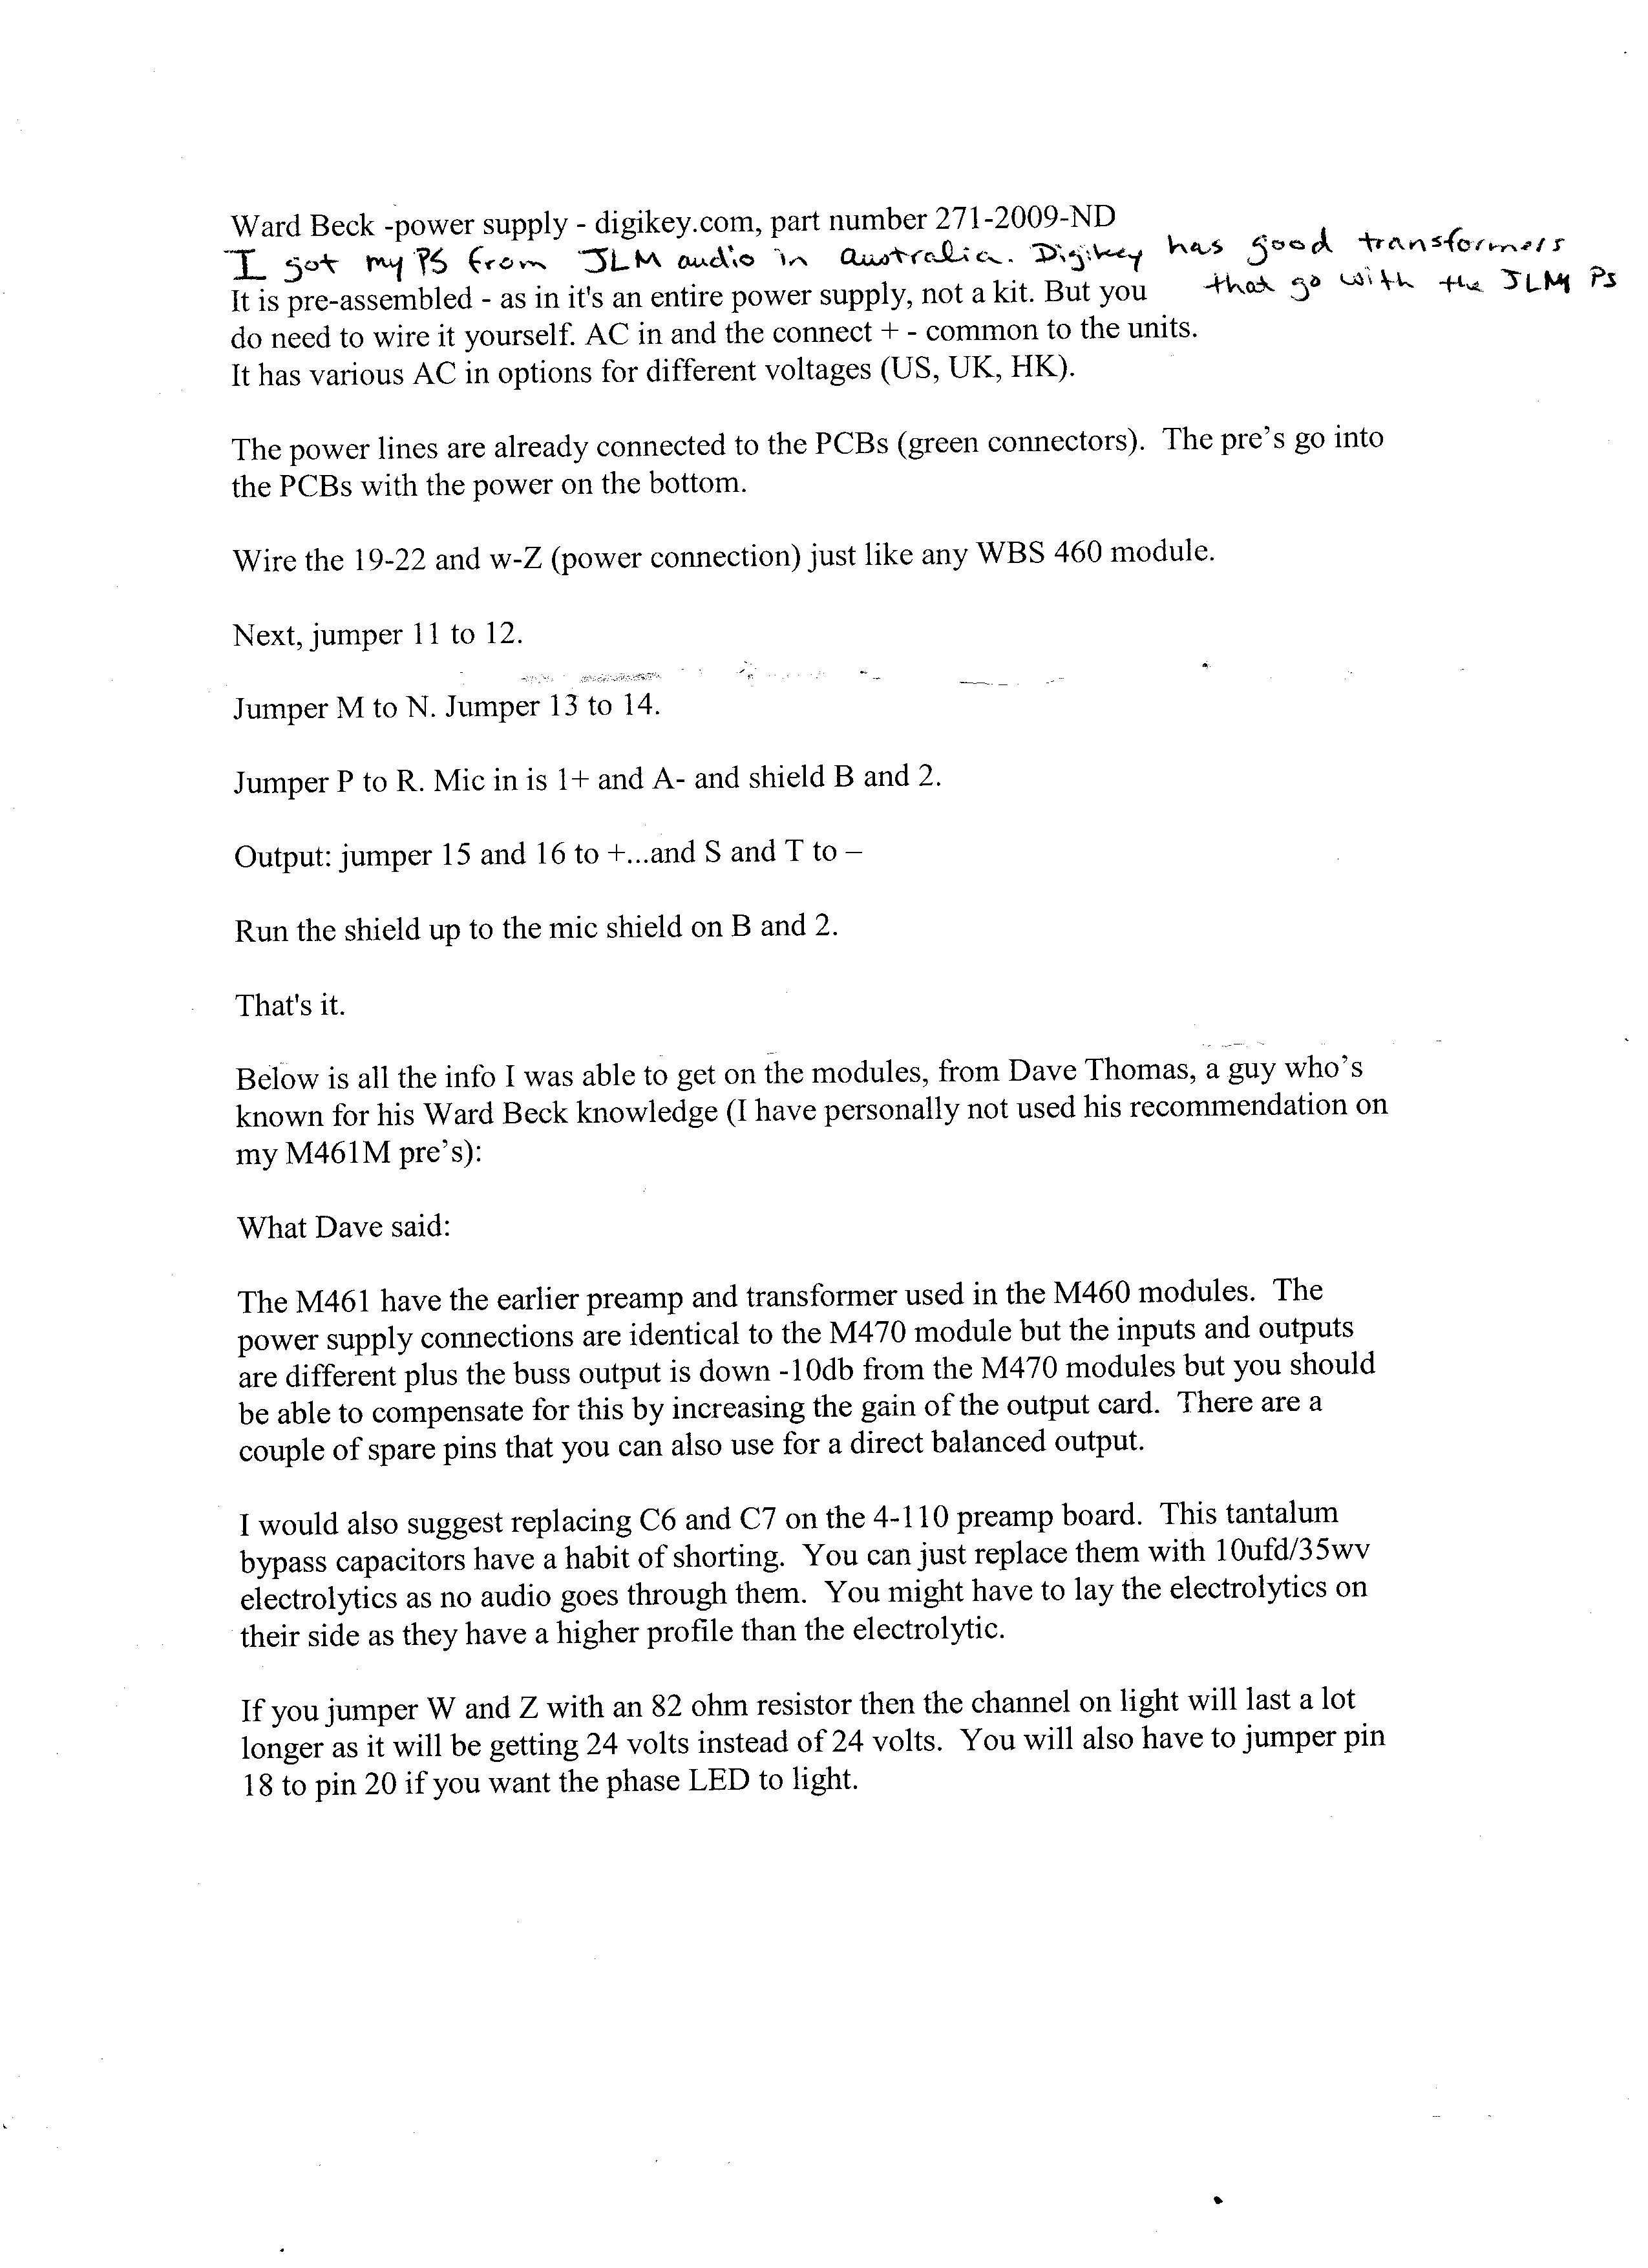 Ward Beck -power supply - digikey.com, part number 271-2009-ND
I got my PS from JLM audio in Australia. Digikey has good transformers
that go with the JLM PS
It is pre-assembled - as in it's an entire power supply, not a kit. But you
do need to wire it yourself. AC in and the connect + - common to the units.
It has various AC in options for different voltages (US, UK, HK).
The power lines are already connected to the PCBs (green connectors).  The pre’s go into
the PCBs with the power on the bottom.
Wire the 19-22 and w-Z (power connection) just like any WBS 460 module.
Next, jumper 11 to 12.
Jumper M to N. Jumper 13 to 14.
Jumper P to R. Mic in is 1+ and A- and shield B and 2.
Output: jumper 15 and 16 to +...and S and T to –
Run the shield up to the mic shield on B and 2.
That's it.
Below is all the info I was able to get on the modules, from Dave Thomas, a guy who’s
known for his Ward Beck knowledge (I have personally not used his recommendation on
my M461M pre’s):
What Dave said:
The M461 have the earlier preamp and transformer used in the M460 modules.  The
power supply connections are identical to the M470 module but the inputs and outputs
are different plus the buss output is down -10db from the M470 modules but you should
be able to compensate for this by increasing the gain of the output card.  There are a
couple of spare pins that you can also use for a direct balanced output.
I would also suggest replacing C6 and C7 on the 4-110 preamp board.  This tantalum
bypass capacitors have a habit of shorting.  You can just replace them with 10ufd/35wv
electrolytics as no audio goes through them.  You might have to lay the electrolytics on
their side as they have a higher profile than the electrolytic.
If you jumper W and Z with an 82 ohm resistor then the channel on light will last a lot
longer as it will be getting 24 volts instead of 24 volts.  You will also have to jumper pin
18 to pin 20 if you want the phase LED to light.